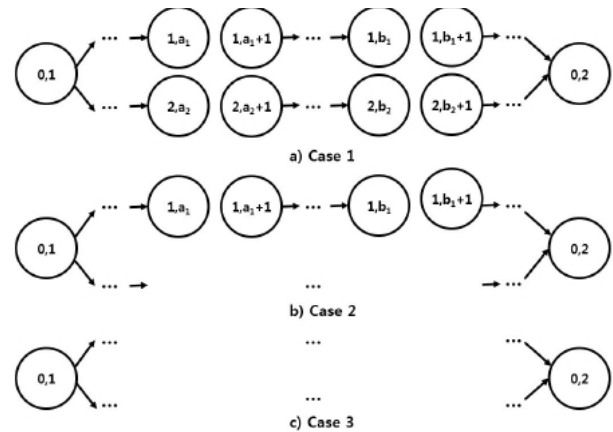 1,a₁ 1,a₁+1 ... 1,b₁ 1,b₁+1 ...
0,1 0,2
... 2,a₂ 2,a₂+1 ... 2,b₂ 2,b₂+1 ...
a) Case 1
... 1,a₁ 1,a₁+1 ... 1,b₁ 1,b₁+1 ...
0,1 0,2
... ... ...
b) Case 2
... ... ...
0,1 0,2
... ... ...
c) Case 3